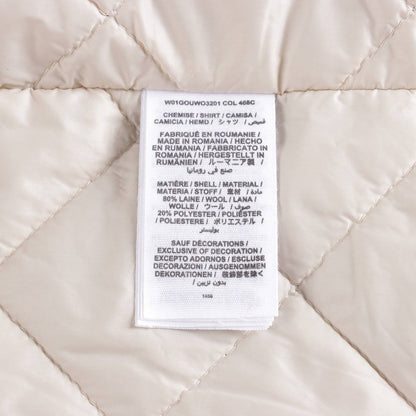 W01GOUWO3201 COL 468C
CHEMISE / SHIRT / CAMISA /
CAMICIA / HEMD / シャツ / قميص
FABRIQUÉ EN ROUMANIE /
MADE IN ROMANIA / HECHO
EN RUMANIA / FABBRICATO IN
ROMANIA / HERGESTELLT IN
RUMÄNIEN / ルーマニア製 /
صنع في رومانيا
MATIÈRE / SHELL / MATERIAL /
MATERIA / STOFF / 素材 / مادة
80% LAINE / WOOL / LANA /
WOLLE / ウール / صوف
20% POLYESTER / POLIÉSTER
/ POLIESTERE / ポリエステル /
بوليستر
SAUF DÉCORATIONS /
EXCLUSIVE OF DECORATION /
EXCEPTO ADORNOS / ESCLUSE
DECORAZIONI / AUSGENOMMEN
DEKORATIONEN / 装飾部を除く /
بدون تزيين